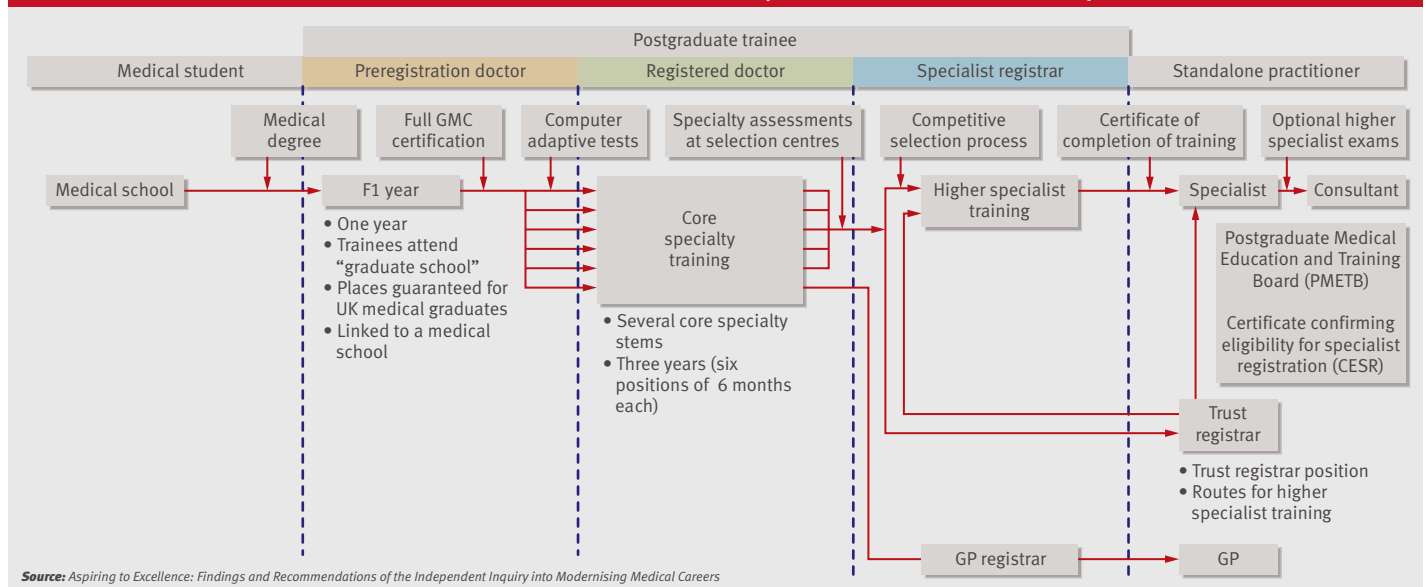 Postgraduate trainee
Medical student
Preregistration doctor
Registered doctor
Specialist registrar
Standalone practitioner
Medical
degree
Full GMC
certification
Computer
adaptive tests
Specialty assessments
at selection centres
Competitive
selection process
Certificate of
completion of training
Optional higher
specialist exams
Medical school
F1 year
• One year
• Trainees attend
"graduate school"
• Places guaranteed for
UK medical graduates
• Linked to a medical
school
Core
specialty
training
• Several core specialty
stems
• Three years (six
positions of 6 months
each)
Higher specialist
training
Specialist
Consultant
Postgraduate Medical
Education and Training
Board (PMETB)
Certificate confirming
eligibility for specialist
registration (CESR)
Trust
registrar
• Trust registrar position
• Routes for higher
specialist training
GP registrar
GP
Source: Aspiring to Excellence: Findings and Recommendations of the Independent Inquiry into Modernising Medical Careers